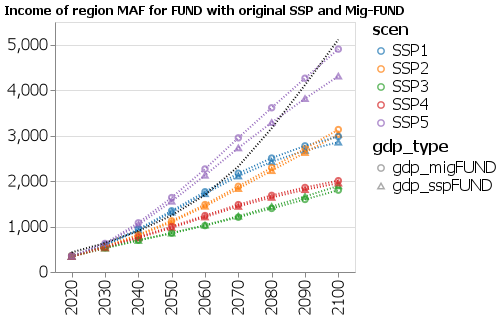 Income of region MAF for FUND with original SSP and Mig-FUND
scen
SSP1
SSP2
SSP3
SSP4
SSP5
gdp_type
gdp_migFUND
gdp_sspFUND
5,000
4,000
3,000
2,000
1,000
0
2020
2030
2040
2050
2060
2070
2080
2090
2100